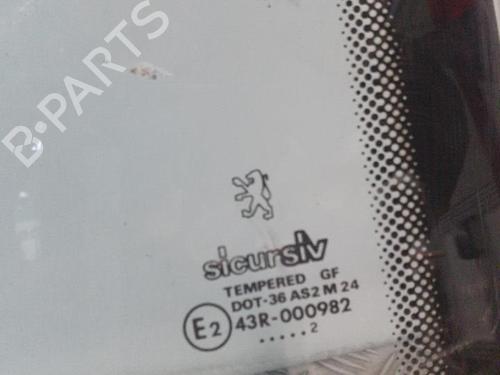 B-PARTS
sicursiv
TEMPERED GF
DOT-36 AS2 M 24
E2 43R-000982
.....2